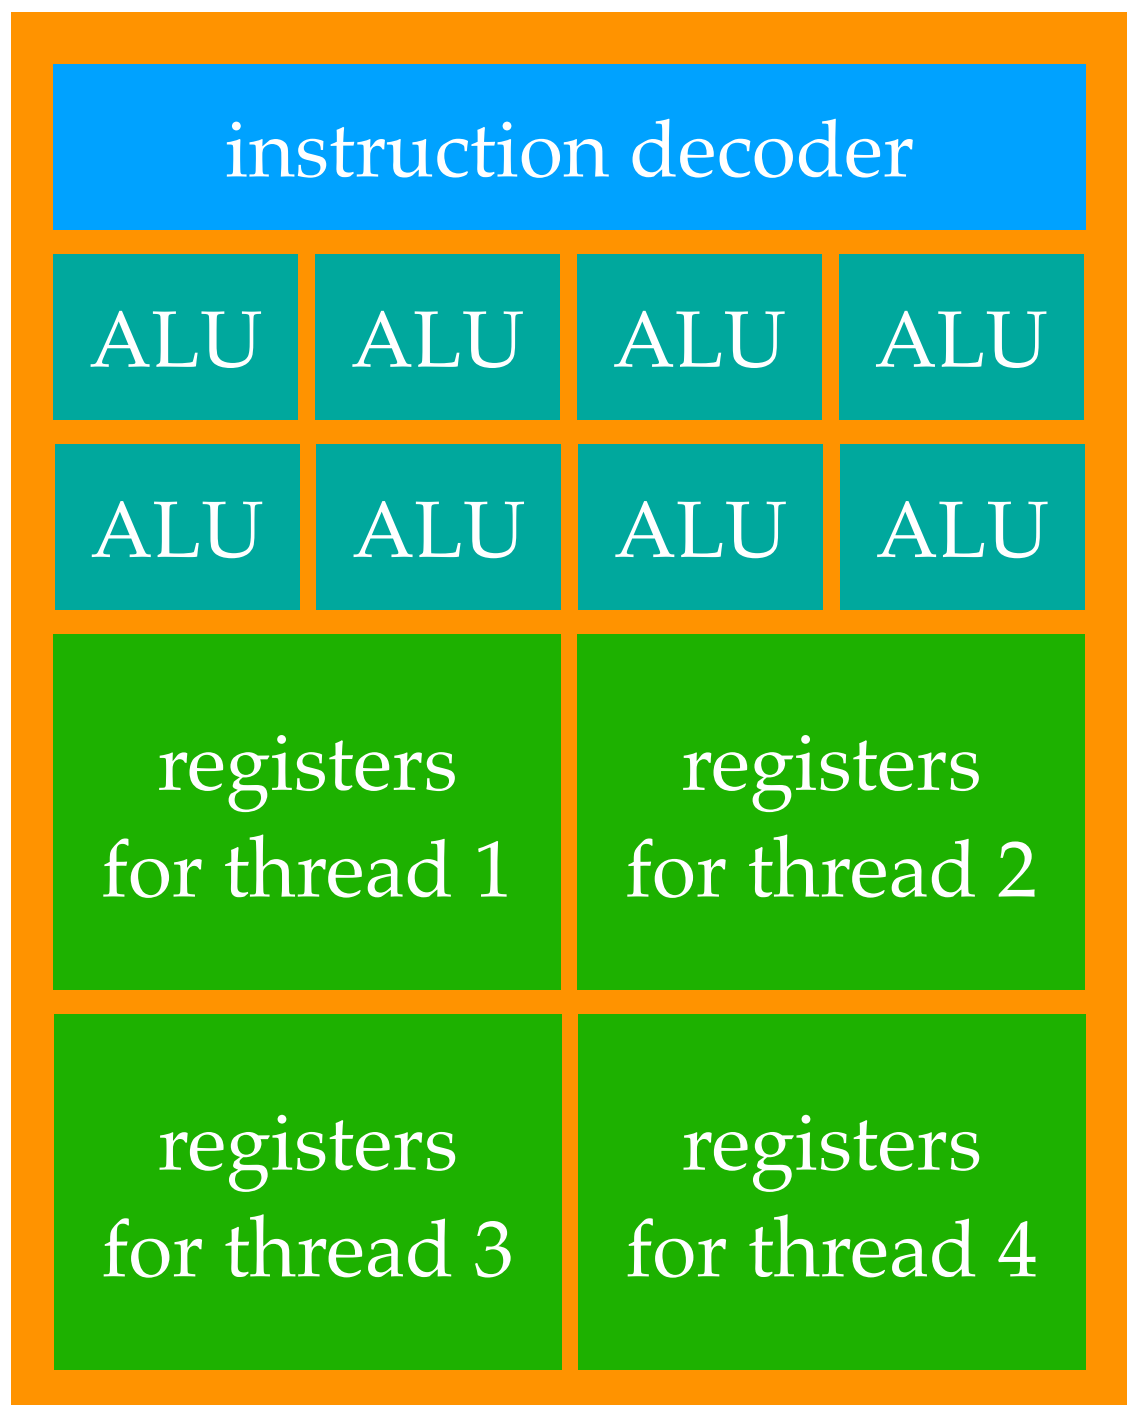 instruction decoder
ALU ALU ALU ALU
ALU ALU ALU ALU
registers
for thread 1
registers
for thread 2
registers
for thread 3
registers
for thread 4